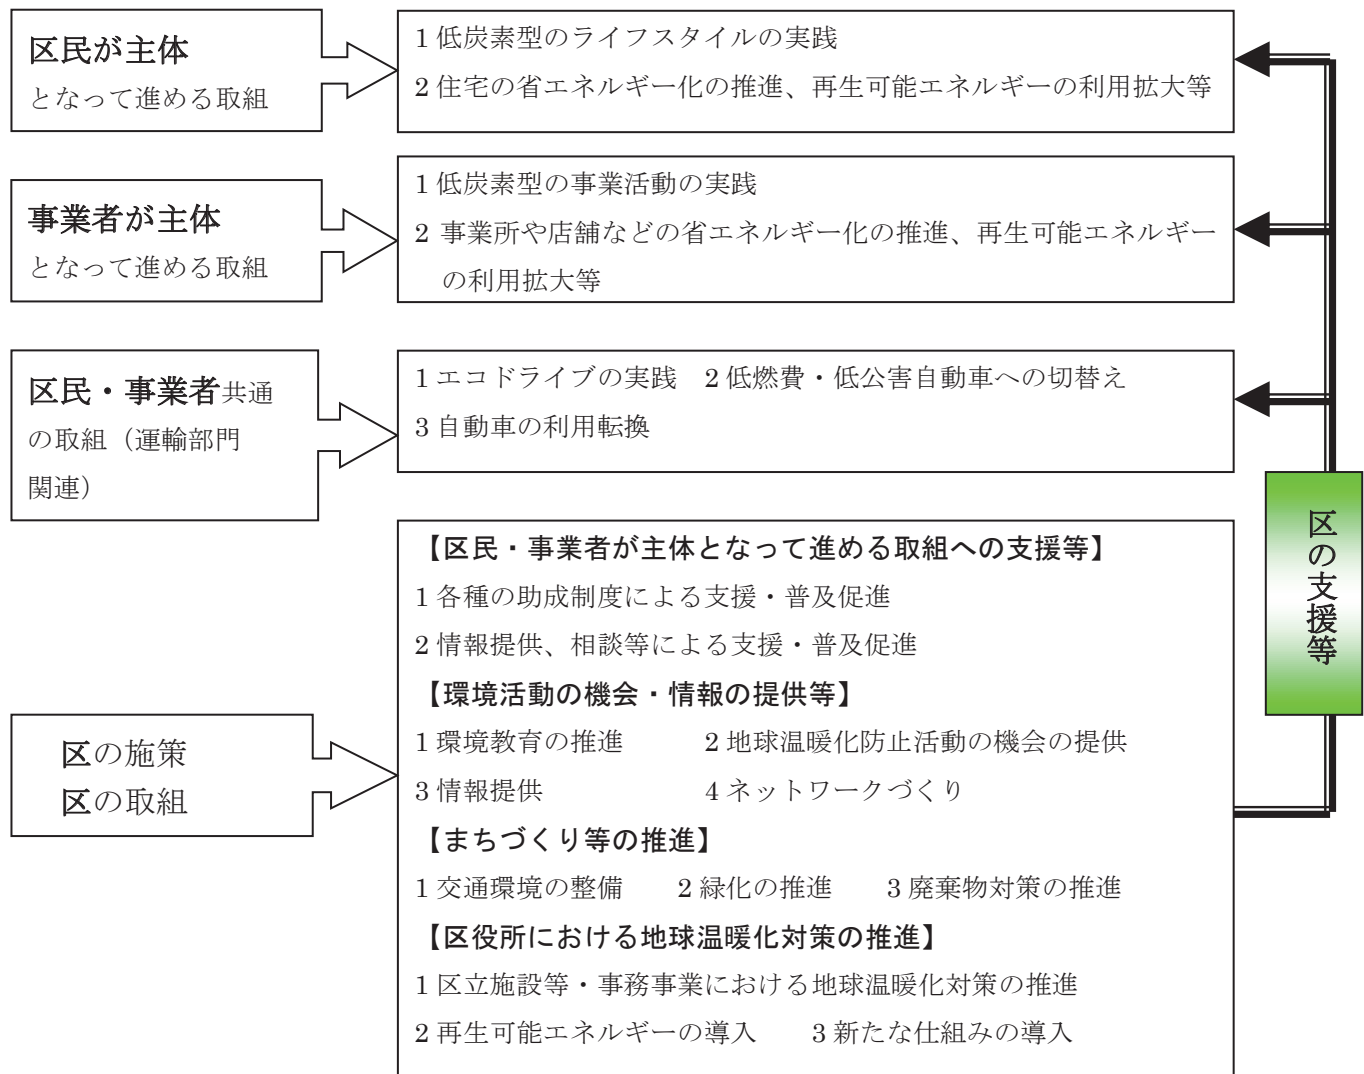 区民が主体
となって進める取組
1 低炭素型のライフスタイルの実践
2 住宅の省エネルギー化の推進、再生可能エネルギーの利用拡大等
事業者が主体
となって進める取組
1 低炭素型の事業活動の実践
2 事業所や店舗などの省エネルギー化の推進、再生可能エネルギー
の利用拡大等
区民・事業者共通
の取組（運輸部門
関連）
1 エコドライブの実践　2 低燃費・低公害自動車への切替え
3 自動車の利用転換
区の施策
区の取組
【区民・事業者が主体となって進める取組への支援等】
1 各種の助成制度による支援・普及促進
2 情報提供、相談等による支援・普及促進
【環境活動の機会・情報の提供等】
1 環境教育の推進　2 地球温暖化防止活動の機会の提供
3 情報提供　4 ネットワークづくり
【まちづくり等の推進】
1 交通環境の整備　2 緑化の推進　3 廃棄物対策の推進
【区役所における地球温暖化対策の推進】
1 区立施設等・事務事業における地球温暖化対策の推進
2 再生可能エネルギーの導入　3 新たな仕組みの導入
区の支援等